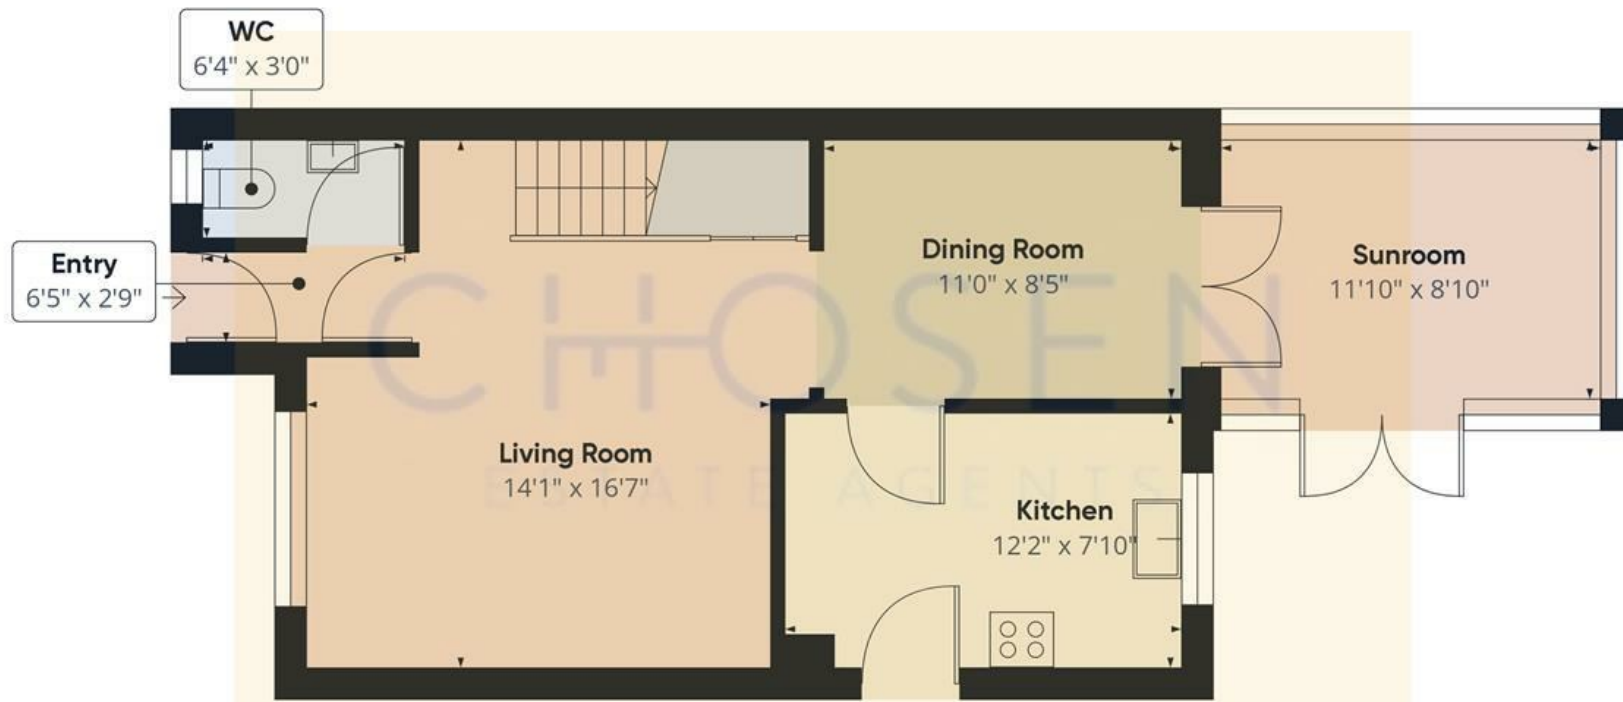 WC
6'4" x 3'0"
Entry
6'5" x 2'9"
Dining Room
11'0" x 8'5"
Sunroom
11'10" x 8'10"
CHOSEN
Living Room
14'1" x 16'7"
ESTATE AGENTS
Kitchen
12'2" x 7'10"